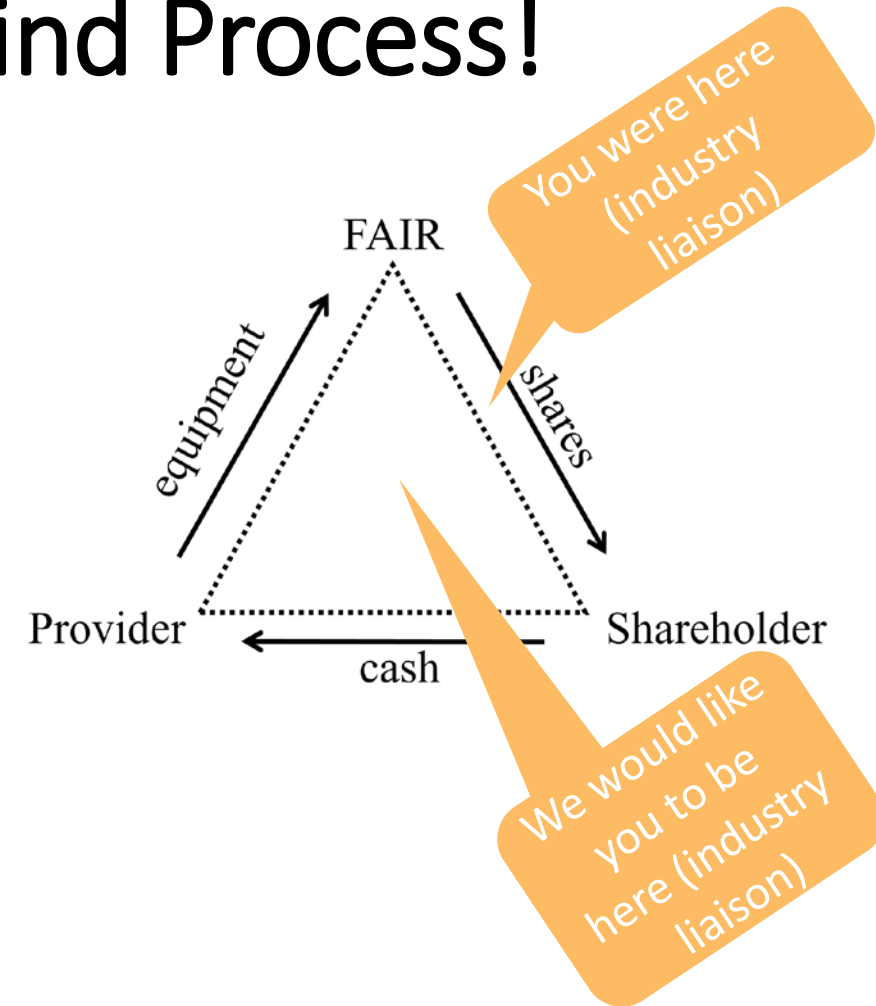 ind Process!
You were here
(industry
liaison)
FAIR
equipment
shares
Provider
Shareholder
cash
We would like
you to be
here (industry
liaison)